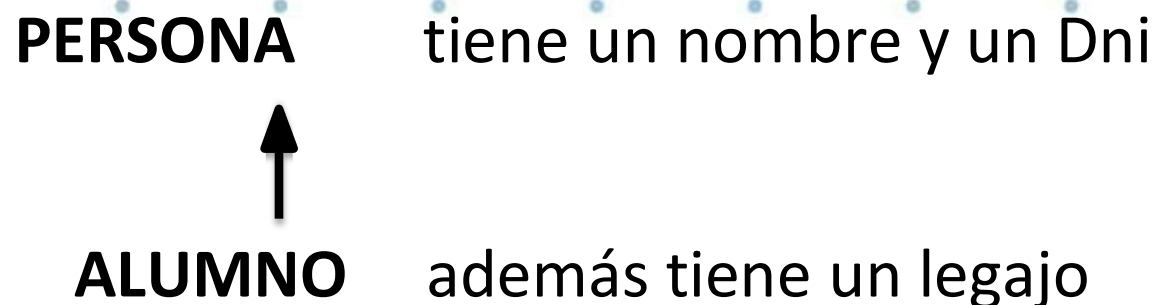 PERSONA tiene un nombre y un Dni
ALUMNO además tiene un legajo